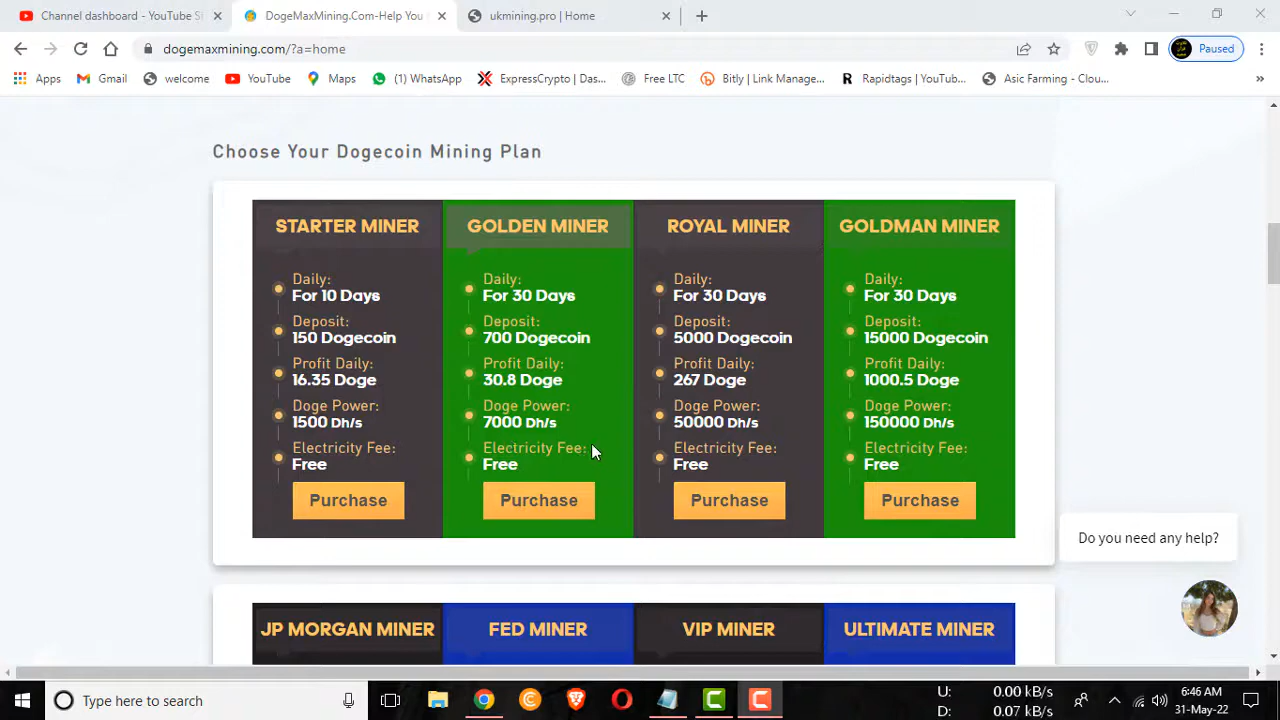 Channel dashboard - YouTube St
DogeMaxMining.Com-Help You
ukmining.pro | Home
dogemaxmining.com/?a=home
Paused
Apps
Gmail
welcome
YouTube
Maps
(1) WhatsApp
ExpressCrypto | Das...
Free LTC
Bitly | Link Manage...
Rapidtags | YouTub...
Asic Farming - Clou...
»
Choose Your Dogecoin Mining Plan
STARTER MINER
Daily:
For 10 Days
Deposit:
150 Dogecoin
Profit Daily:
16.35 Doge
Doge Power:
1500 Dh/s
Electricity Fee:
Free
Purchase
GOLDEN MINER
Daily:
For 30 Days
Deposit:
700 Dogecoin
Profit Daily:
30.8 Doge
Doge Power:
7000 Dh/s
Electricity Fee:
Free
Purchase
ROYAL MINER
Daily:
For 30 Days
Deposit:
5000 Dogecoin
Profit Daily:
267 Doge
Doge Power:
50000 Dh/s
Electricity Fee:
Free
Purchase
GOLDMAN MINER
Daily:
For 30 Days
Deposit:
15000 Dogecoin
Profit Daily:
1000.5 Doge
Doge Power:
150000 Dh/s
Electricity Fee:
Free
Purchase
Do you need any help?
JP MORGAN MINER
FED MINER
VIP MINER
ULTIMATE MINER
Type here to search
U: 0.00 kB/s
D: 0.07 kB/s
6:46 AM
31-May-22